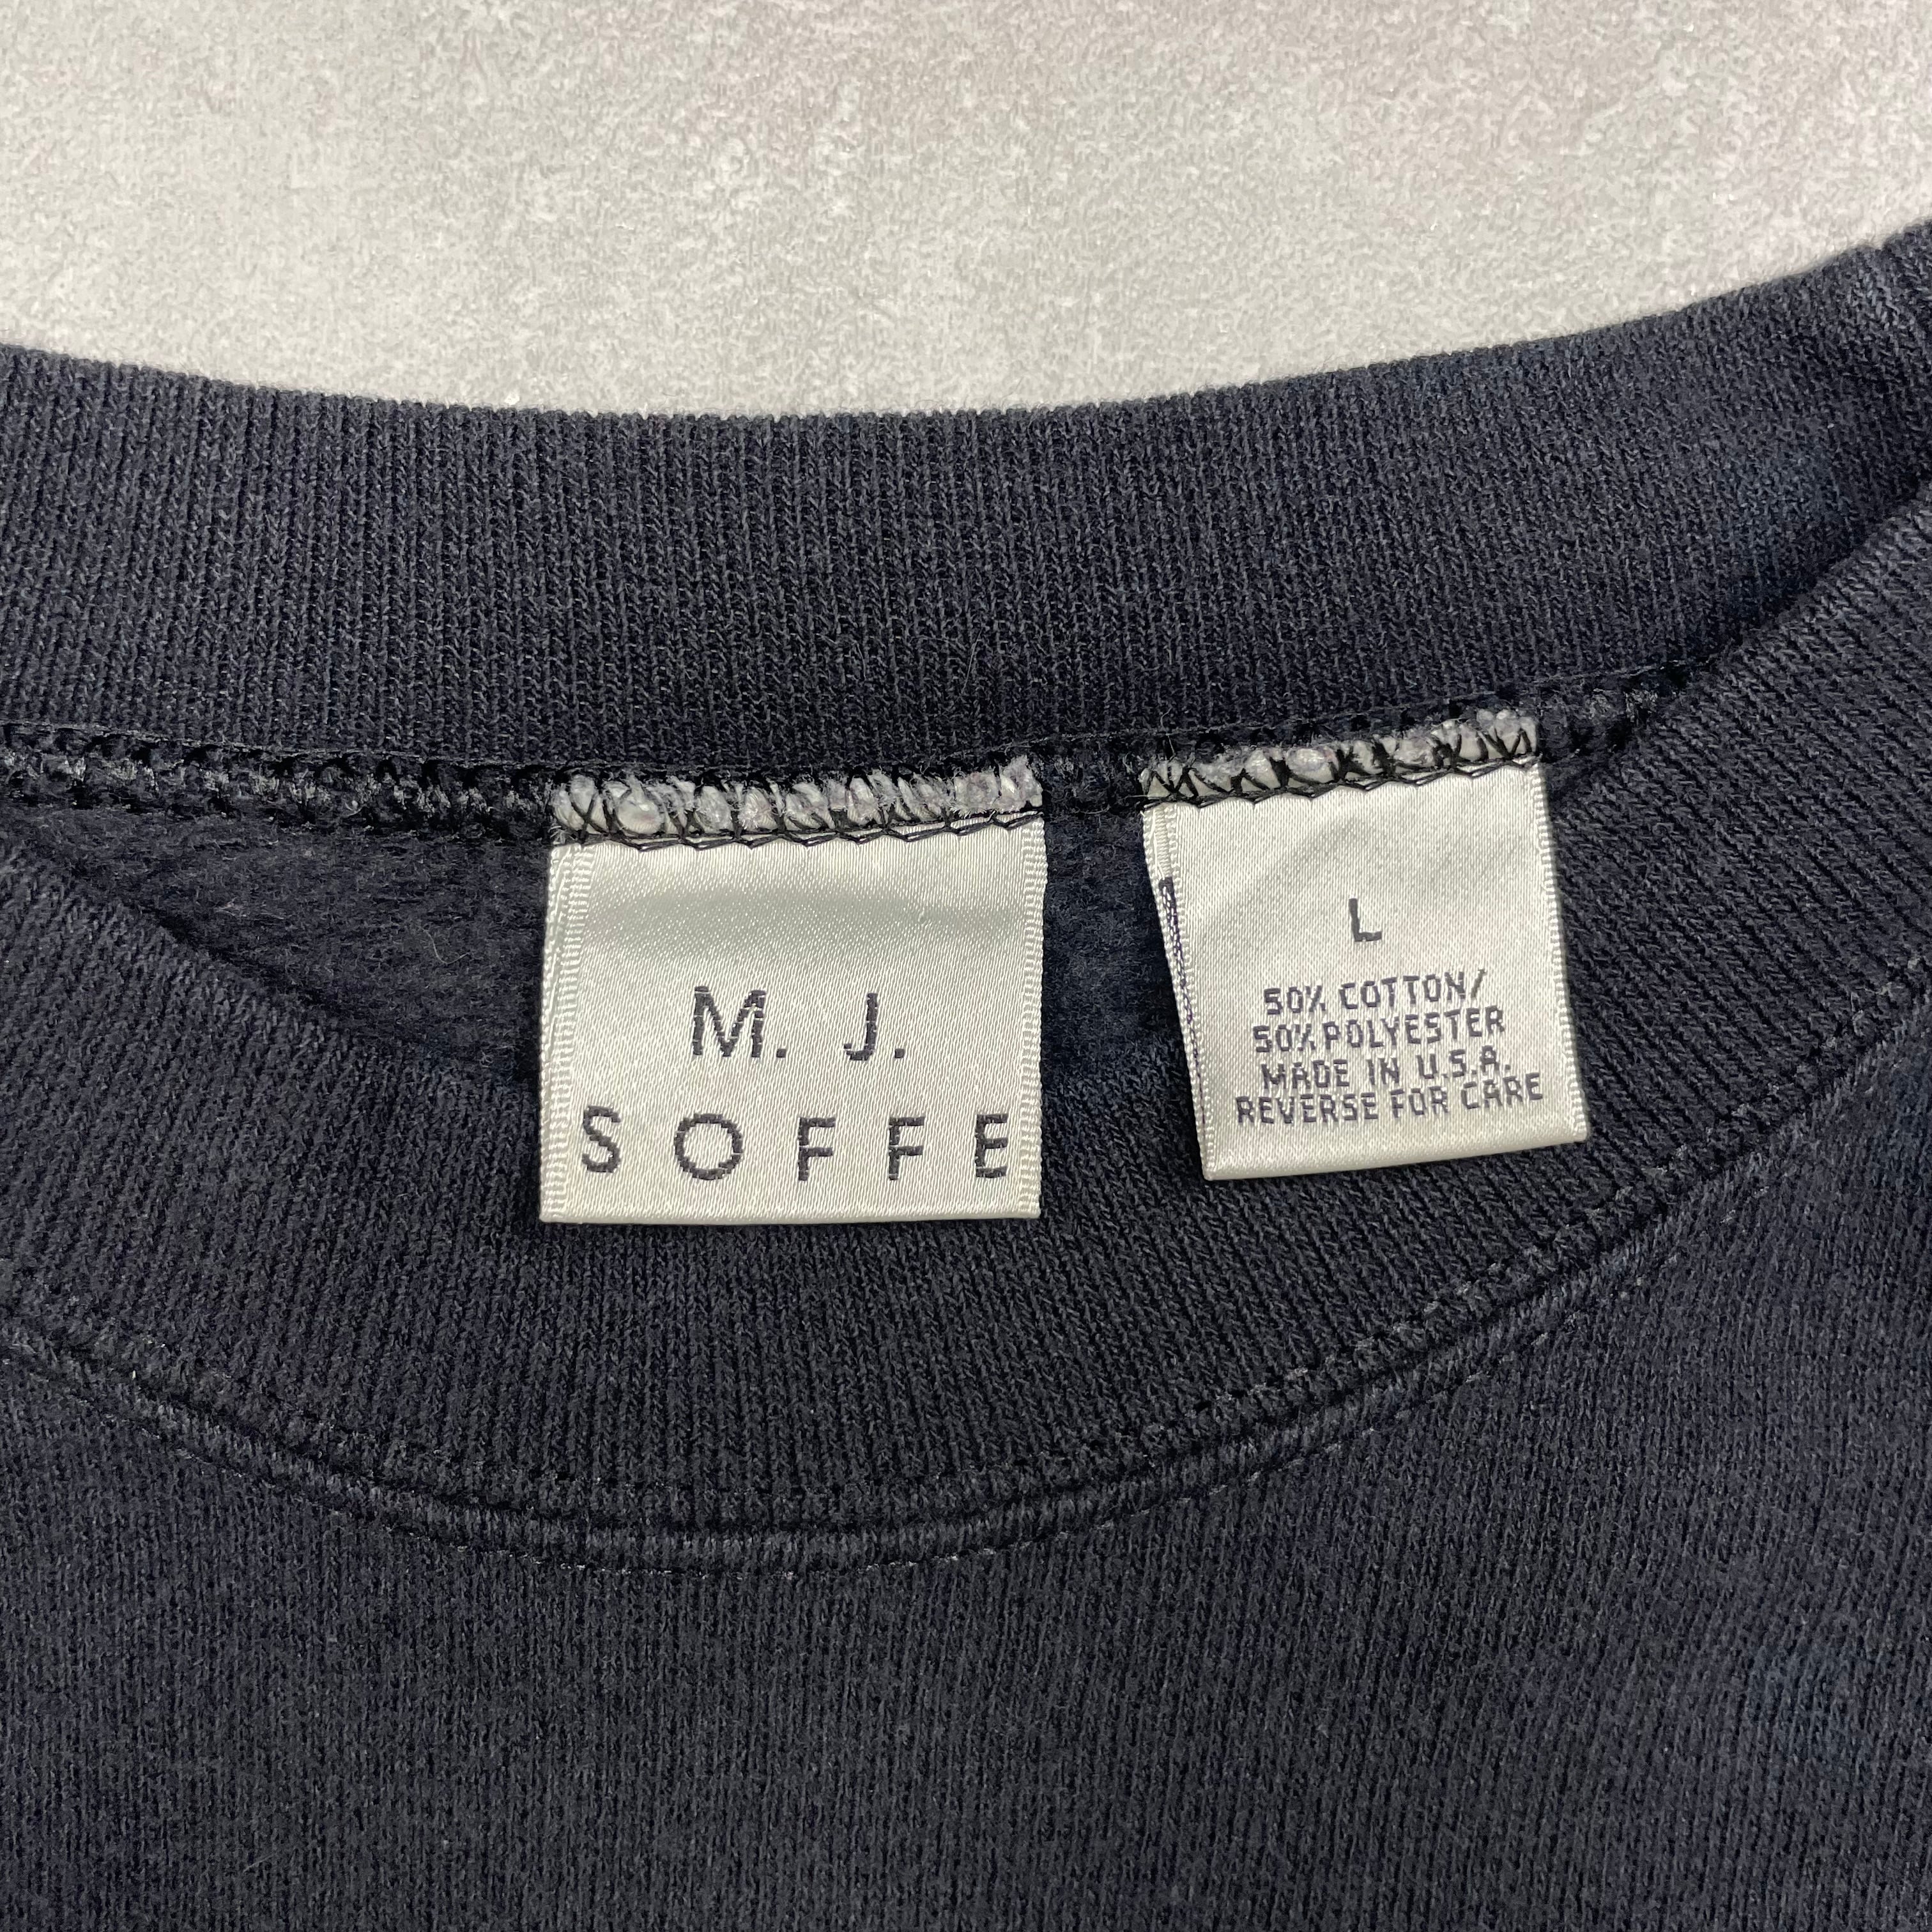 M. J.
SOFFE
L
50% COTTON/
50% POLYESTER
MADE IN U.S.A.
REVERSE FOR CARE